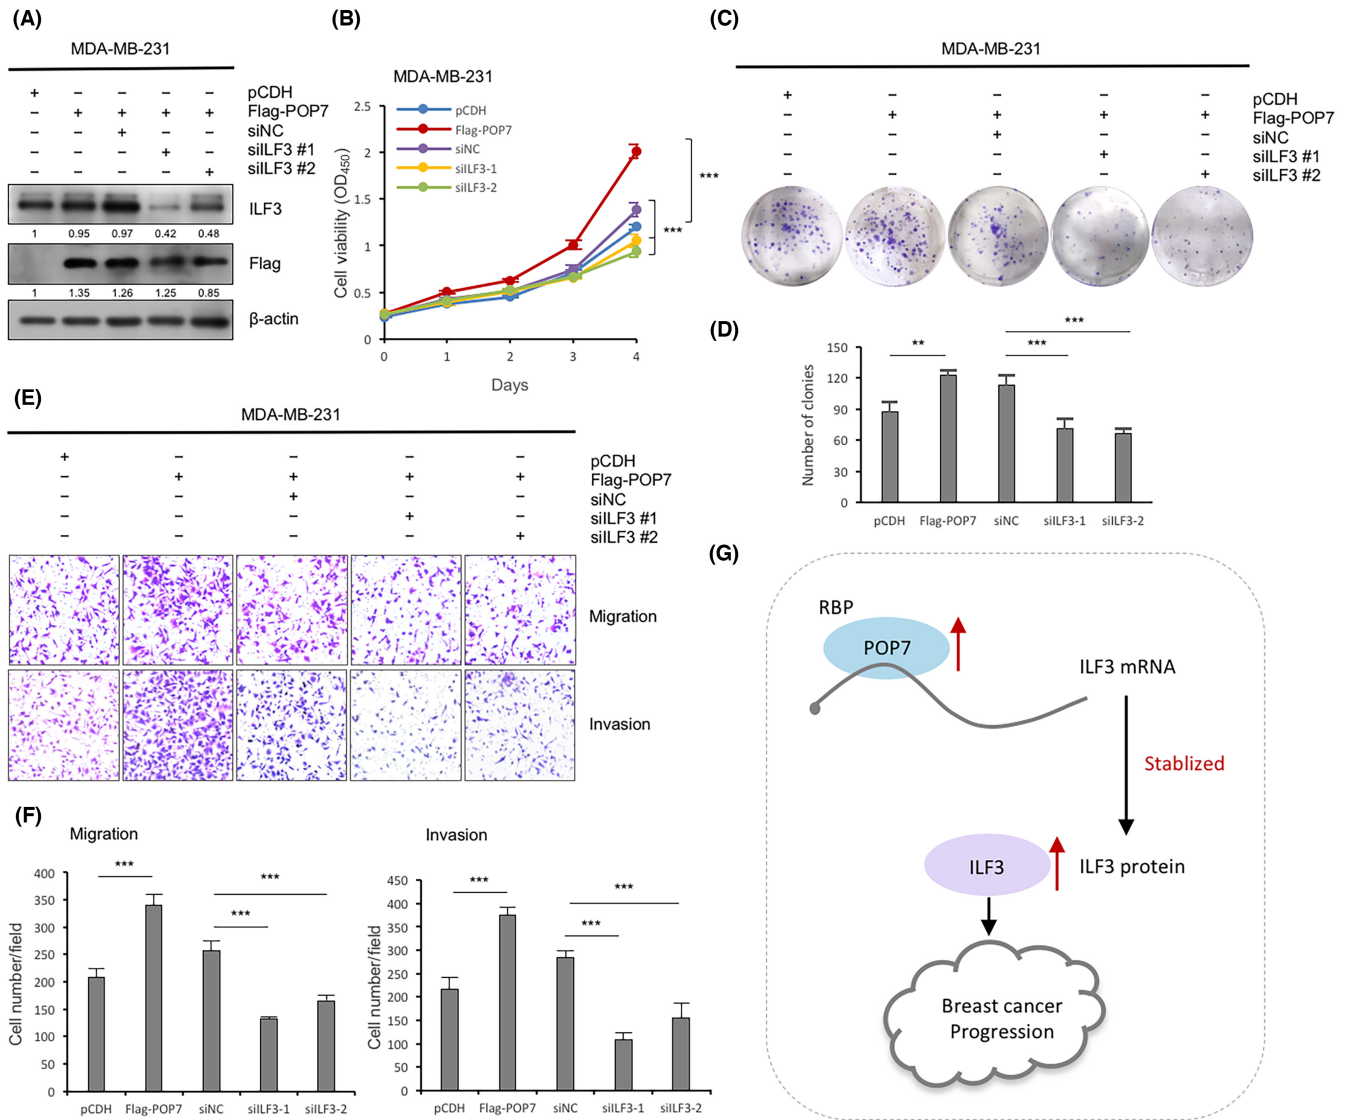 (A)
MDA-MB-231
+ – – – – pCDH
– + + + + Flag-POP7
– – + – – siNC
– – – + – siILF3 #1
– – – – + siILF3 #2
ILF3
1 0.95 0.97 0.42 0.48
Flag
1 1.35 1.26 1.25 0.85
β-actin
(B)
MDA-MB-231
Cell viability (OD450)
2.5
2
1.5
1
0.5
0
pCDH
Flag-POP7
siNC
siILF3-1
siILF3-2
***
***
0 1 2 3 4
Days
(C)
MDA-MB-231
+ – – – – pCDH
– + + + + Flag-POP7
– – + – – siNC
– – – + – siILF3 #1
– – – – + siILF3 #2
(D)
Number of clonies
150
120
90
60
30
0
**
***
***
pCDH Flag-POP7 siNC siILF3-1 siILF3-2
(E)
MDA-MB-231
+ – – – – pCDH
– + + + + Flag-POP7
– – + – – siNC
– – – + – siILF3 #1
– – – – + siILF3 #2
Migration
Invasion
(F)
Migration
Cell number/field
400
350
300
250
200
150
100
50
0
***
***
***
pCDH Flag-POP7 siNC siILF3-1 siILF3-2
Invasion
Cell number/field
450
400
350
300
250
200
150
100
50
0
***
***
***
pCDH Flag-POP7 siNC siILF3-1 siILF3-2
(G)
RBP
POP7
ILF3 mRNA
Stablized
ILF3
ILF3 protein
Breast cancer
Progression